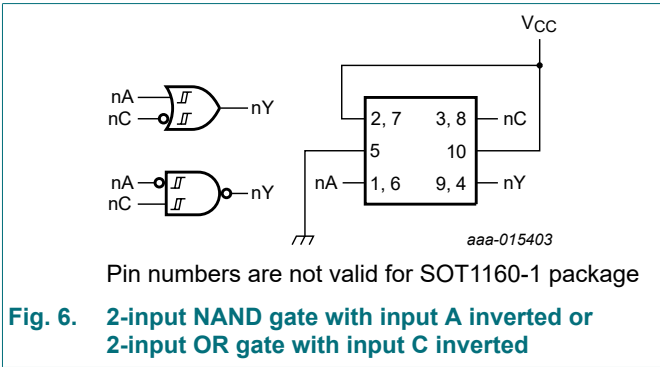 VCC
nA
nC
nY
2, 7 3, 8 nC
5 10
nA 1, 6 9, 4 nY
nA
nC
nY
aaa-015403
Pin numbers are not valid for SOT1160-1 package
Fig. 6. 2-input NAND gate with input A inverted or
2-input OR gate with input C inverted